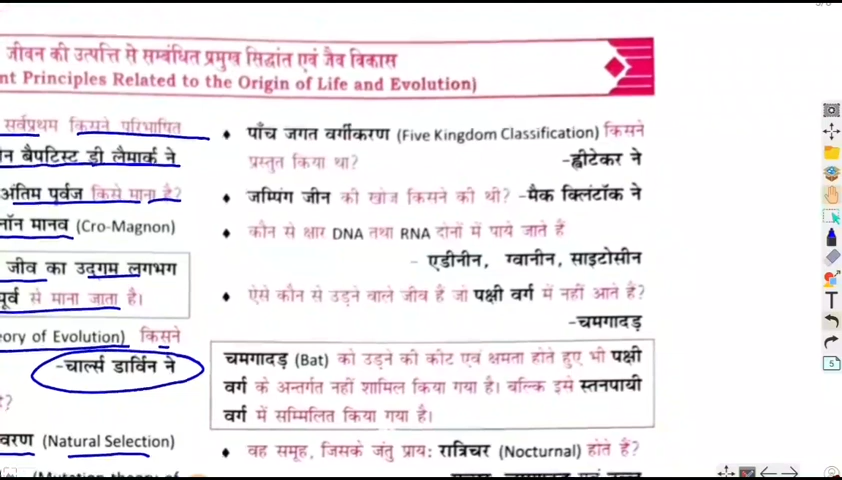 जीवन की उत्पत्ति से सम्बंधित प्रमुख सिद्धांत एवं जैव विकास
nt Principles Related to the Origin of Life and Evolution)
सर्वप्रथम किसने परिभाषित
न बैपटिस्ट डी लैमार्क ने
अंतिम पूर्वज किसे माना है?
नॉन मानव (Cro-Magnon)
जीव का उद्गम लगभग
पूर्व से माना जाता है।
eory of Evolution) किसने
-चार्ल्स डार्विन ने
है?
वरण (Natural Selection)
(Mutation theory of
♦ पाँच जगत वर्गीकरण (Five Kingdom Classification) किसने
प्रस्तुत किया था? -ह्वीटेकर ने
♦ जम्पिंग जीन की खोज किसने की थी? -मैक क्लिंटॉक ने
♦ कौन से क्षार DNA तथा RNA दोनों में पाये जाते हैं
- एडीनीन, ग्वानीन, साइटोसीन
♦ ऐसे कौन से उड़ने वाले जीव हैं जो पक्षी वर्ग में नहीं आते हैं?
-चमगादड़
चमगादड़ (Bat) को उड़ने की कीट एवं क्षमता होते हुए भी पक्षी
वर्ग के अन्तर्गत नहीं शामिल किया गया है। बल्कि इसे स्तनपायी
वर्ग में सम्मिलित किया गया है।
♦ वह समूह, जिसके जंतु प्राय: रात्रिचर (Nocturnal) होते हैं?
T
5